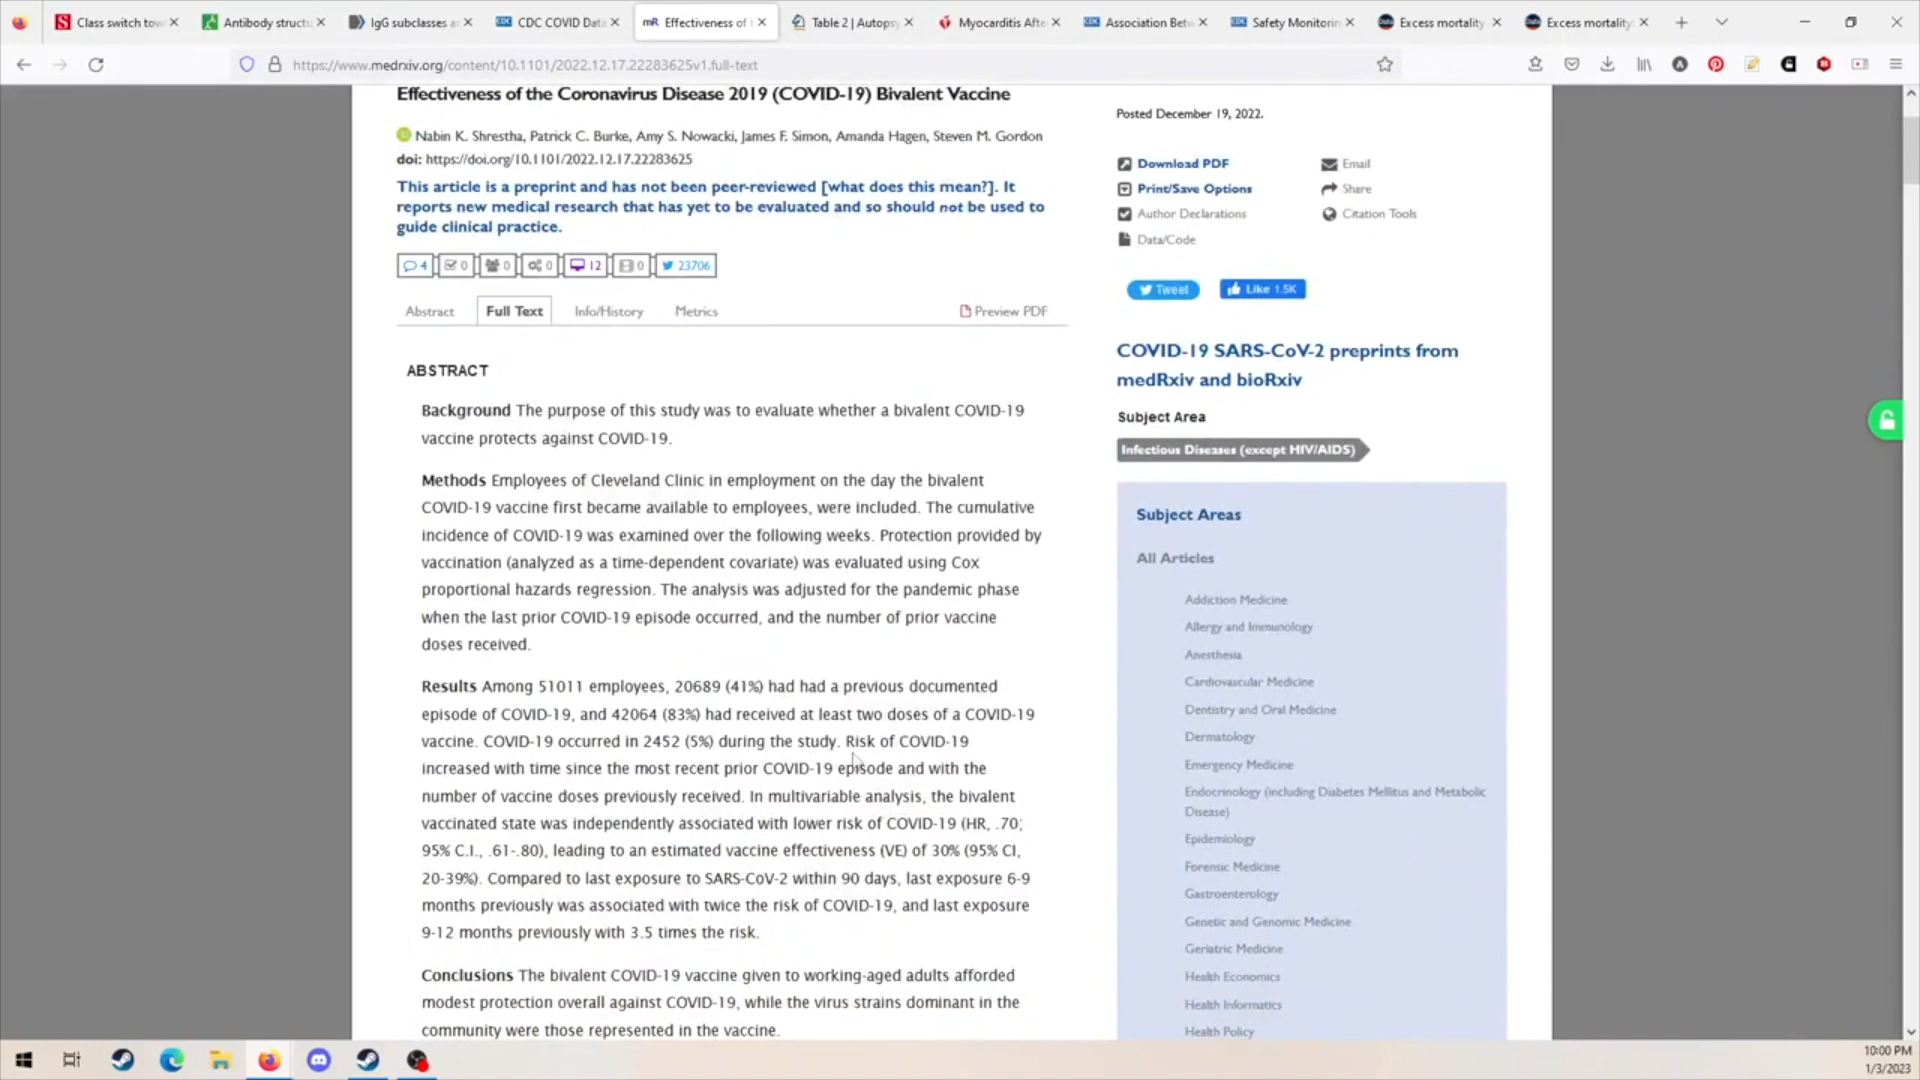 Class switch tow
Antibody structu
IgG subclasses ar
CDC COVID Data
Effectiveness of t
Table 2 | Autopsy
Myocarditis Afte
Association Betw
Safety Monitorin
Excess mortality
Excess mortality:
https://www.medrxiv.org/content/10.1101/2022.12.17.22283625v1.full-text
Effectiveness of the Coronavirus Disease 2019 (COVID-19) Bivalent Vaccine
Nabin K. Shrestha, Patrick C. Burke, Amy S. Nowacki, James F. Simon, Amanda Hagen, Steven M. Gordon
doi: https://doi.org/10.1101/2022.12.17.22283625
This article is a preprint and has not been peer-reviewed [what does this mean?]. It
reports new medical research that has yet to be evaluated and so should not be used to
guide clinical practice.
4 0 0 0 12 0 23706
Abstract Full Text Info/History Metrics Preview PDF
ABSTRACT
Background The purpose of this study was to evaluate whether a bivalent COVID-19
vaccine protects against COVID-19.
Methods Employees of Cleveland Clinic in employment on the day the bivalent
COVID-19 vaccine first became available to employees, were included. The cumulative
incidence of COVID-19 was examined over the following weeks. Protection provided by
vaccination (analyzed as a time-dependent covariate) was evaluated using Cox
proportional hazards regression. The analysis was adjusted for the pandemic phase
when the last prior COVID-19 episode occurred, and the number of prior vaccine
doses received.
Results Among 51011 employees, 20689 (41%) had had a previous documented
episode of COVID-19, and 42064 (83%) had received at least two doses of a COVID-19
vaccine. COVID-19 occurred in 2452 (5%) during the study. Risk of COVID-19
increased with time since the most recent prior COVID-19 episode and with the
number of vaccine doses previously received. In multivariable analysis, the bivalent
vaccinated state was independently associated with lower risk of COVID-19 (HR, .70;
95% C.I., .61-.80), leading to an estimated vaccine effectiveness (VE) of 30% (95% CI,
20-39%). Compared to last exposure to SARS-CoV-2 within 90 days, last exposure 6-9
months previously was associated with twice the risk of COVID-19, and last exposure
9-12 months previously with 3.5 times the risk.
Conclusions The bivalent COVID-19 vaccine given to working-aged adults afforded
modest protection overall against COVID-19, while the virus strains dominant in the
community were those represented in the vaccine.
Posted December 19, 2022.
Download PDF
Print/Save Options
Author Declarations
Data/Code
Email
Share
Citation Tools
Tweet
Like 1.5K
COVID-19 SARS-CoV-2 preprints from
medRxiv and bioRxiv
Subject Area
Infectious Diseases (except HIV/AIDS)
Subject Areas
All Articles
Addiction Medicine
Allergy and Immunology
Anesthesia
Cardiovascular Medicine
Dentistry and Oral Medicine
Dermatology
Emergency Medicine
Endocrinology (including Diabetes Mellitus and Metabolic
Disease)
Epidemiology
Forensic Medicine
Gastroenterology
Genetic and Genomic Medicine
Geriatric Medicine
Health Economics
Health Informatics
Health Policy
10:00 PM
1/3/2023